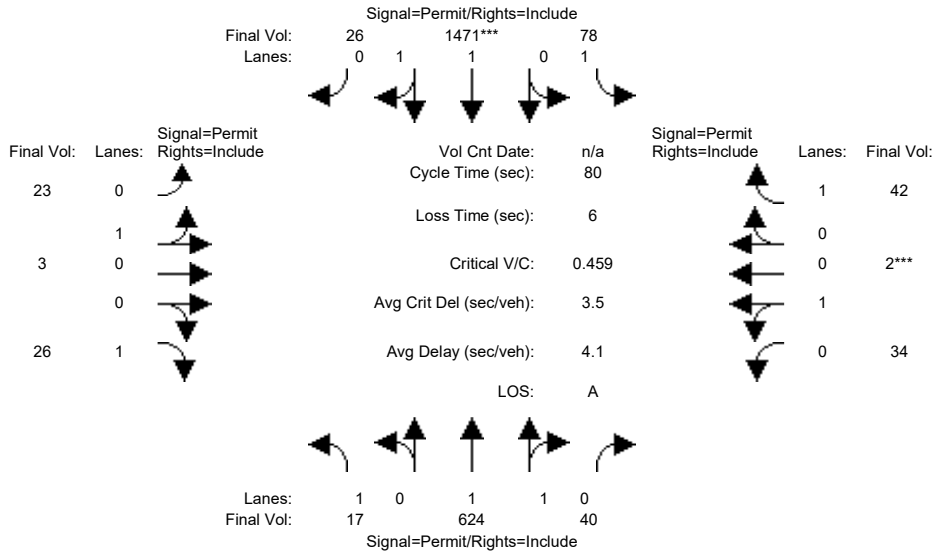 Signal=Permit/Rights=Include
Final Vol: 26 1471*** 78
Lanes: 0 1 1 0 1
Signal=Permit Signal=Permit
Final Vol: Lanes: Rights=Include Vol Cnt Date: n/a Rights=Include Lanes: Final Vol:
Cycle Time (sec): 80
23 0 1 42
Loss Time (sec): 6
1 0
3 0 Critical V/C: 0.459 0 2***
0 Avg Crit Del (sec/veh): 3.5 1
26 1 Avg Delay (sec/veh): 4.1 0 34
LOS: A
Lanes: 1 0 1 1 0
Final Vol: 17 624 40
Signal=Permit/Rights=Include